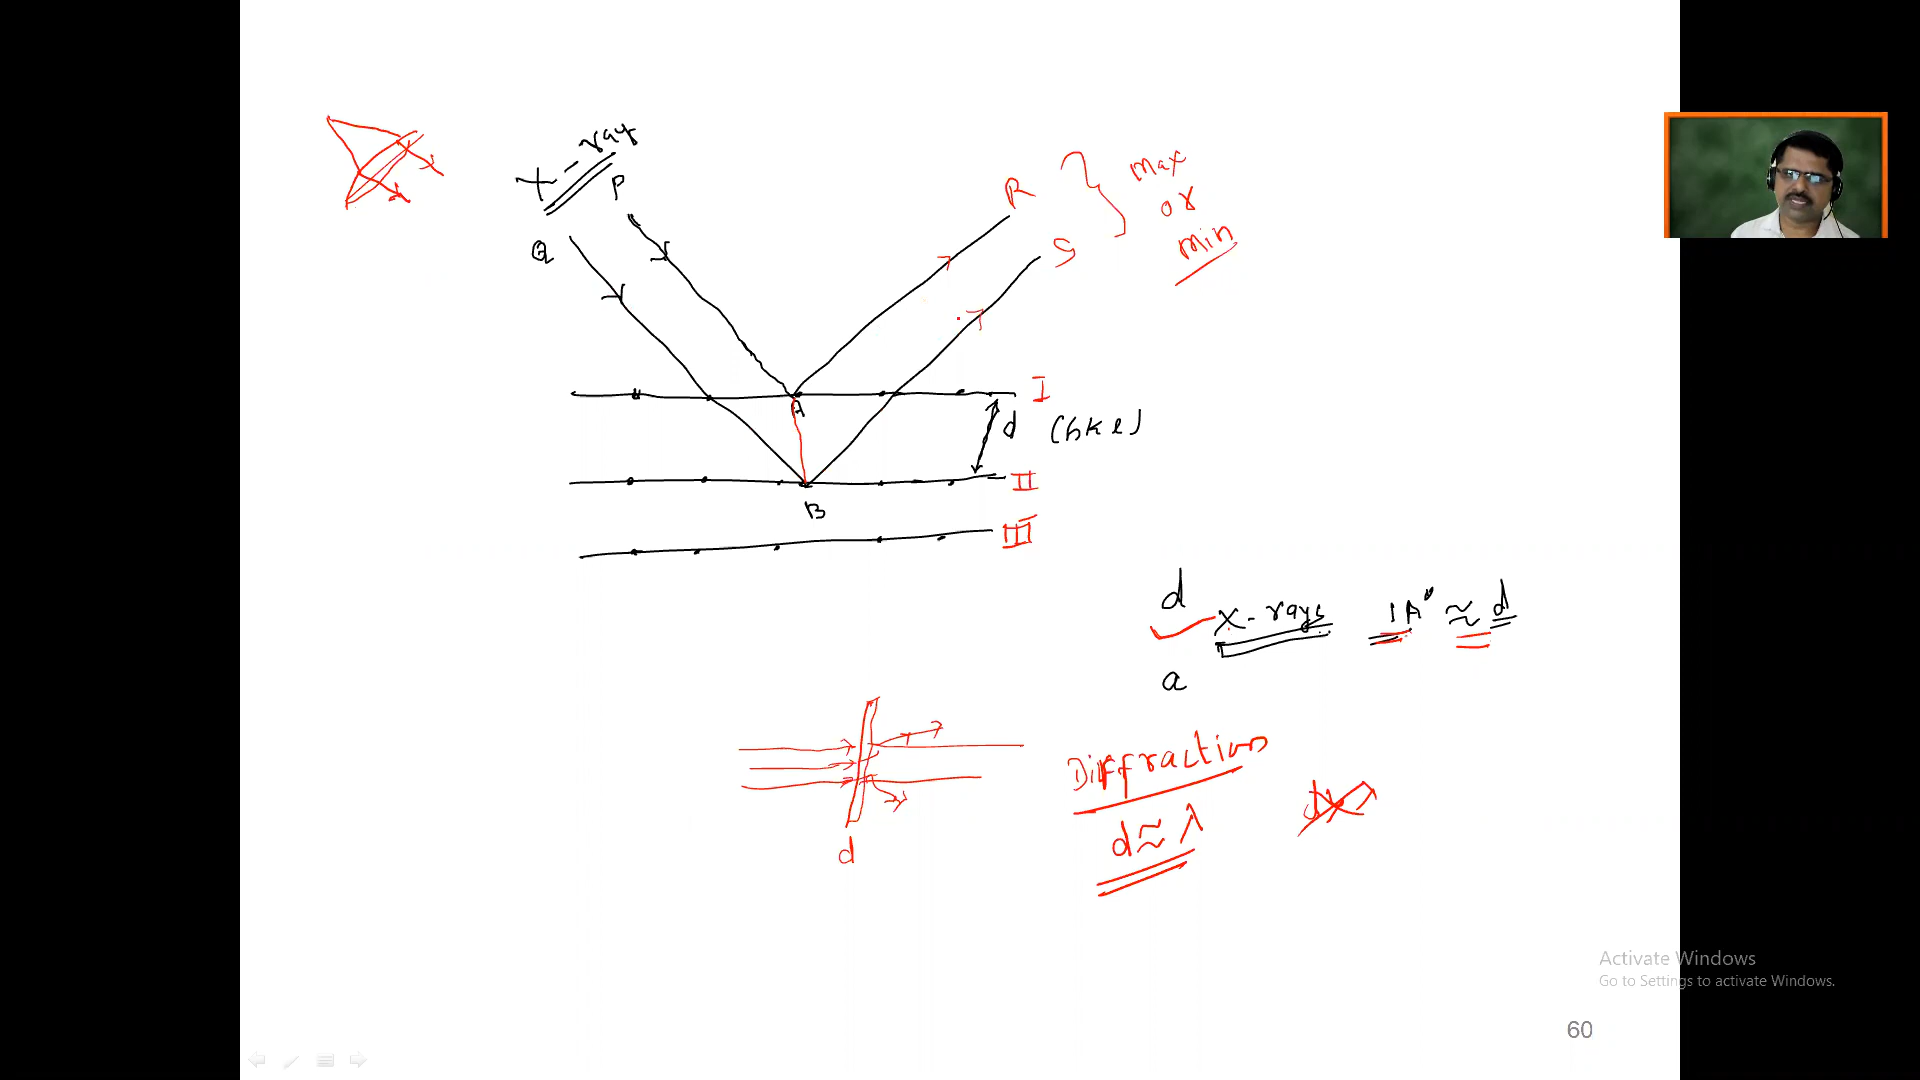 X-ray
P
Q
R
S
max
or
min
I
A
d (hkl)
II
B
III
d
x-rays 1A° ≈ d
a
Diffraction
d ≈ λ
d
Activate Windows
Go to Settings to activate Windows.
60